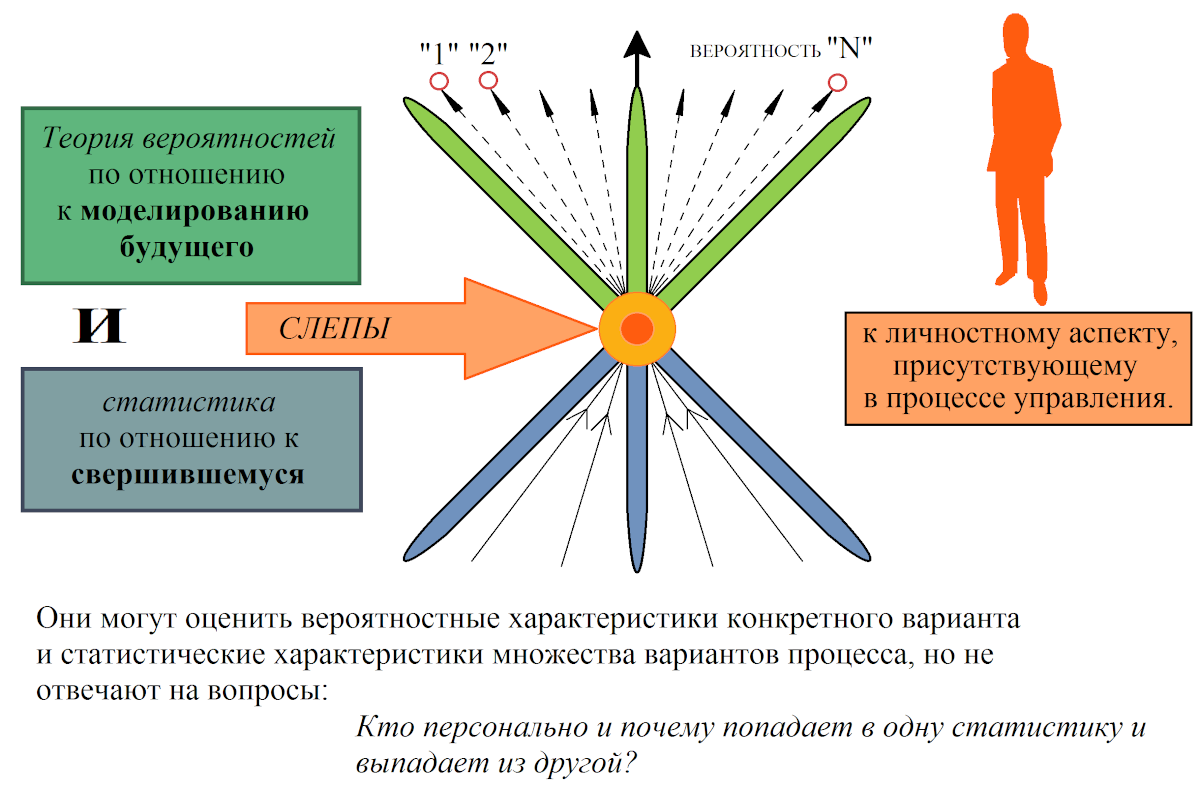 "1" "2"
ВЕРОЯТНОСТЬ "N"
Теория вероятностей
по отношению
к моделированию
будущего
И
СЛЕПЫ
статистика
по отношению к
свершившемуся
к личностному аспекту,
присутствующему
в процессе управления.
Они могут оценить вероятностные характеристики конкретного варианта
и статистические характеристики множества вариантов процесса, но не
отвечают на вопросы:
Кто персонально и почему попадает в одну статистику и
выпадает из другой?